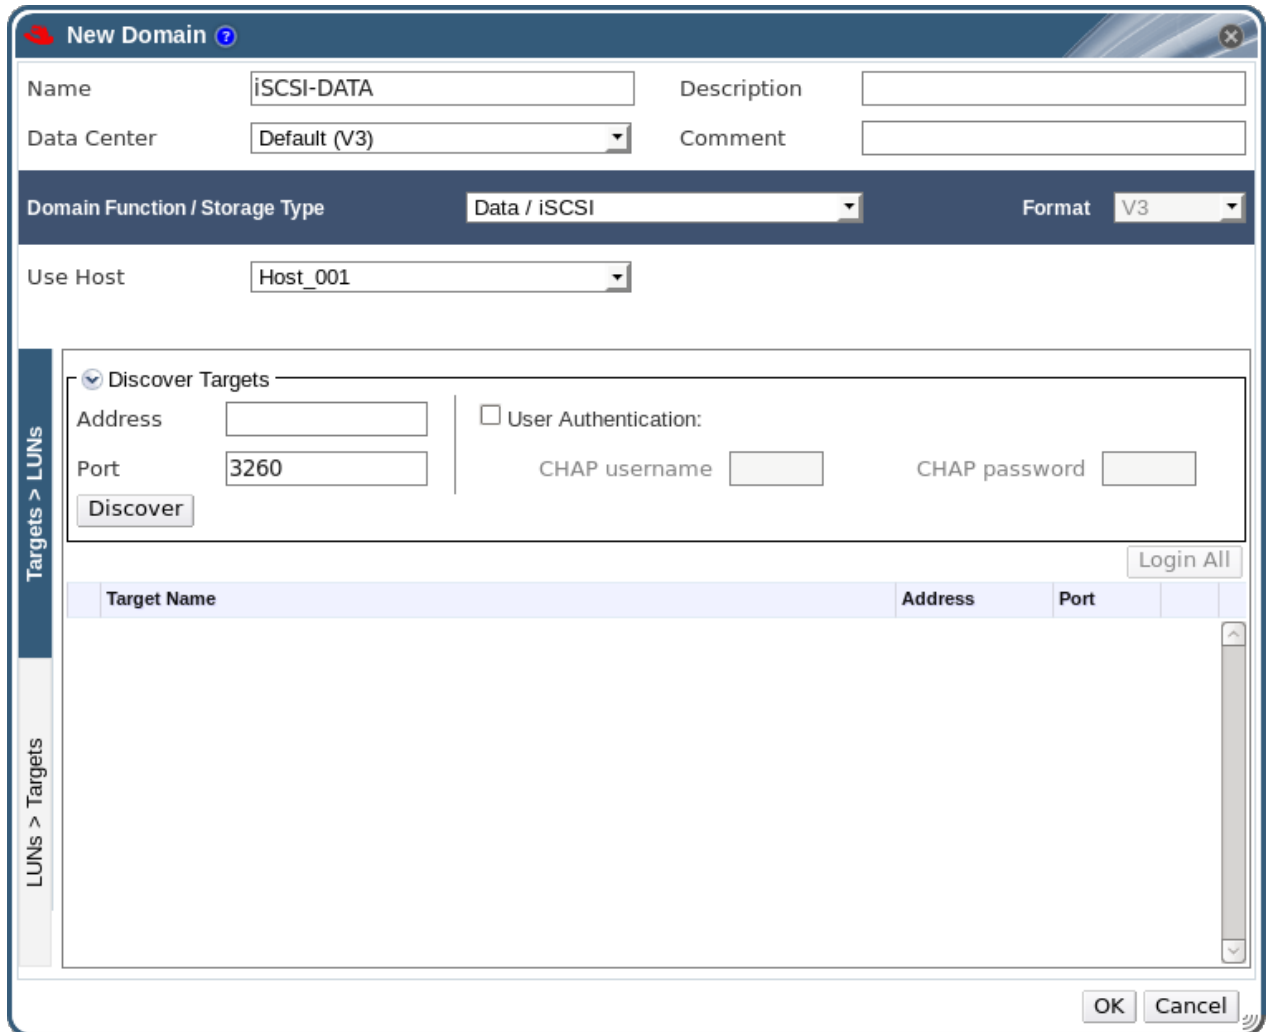 New Domain ?
Name iSCSI-DATA Description
Data Center Default (V3) Comment
Domain Function / Storage Type Data / iSCSI Format V3
Use Host Host_001
Targets > LUNs
LUNs > Targets
Discover Targets
Address User Authentication:
Port 3260 CHAP username CHAP password
Discover
Login All
Target Name Address Port
OK Cancel